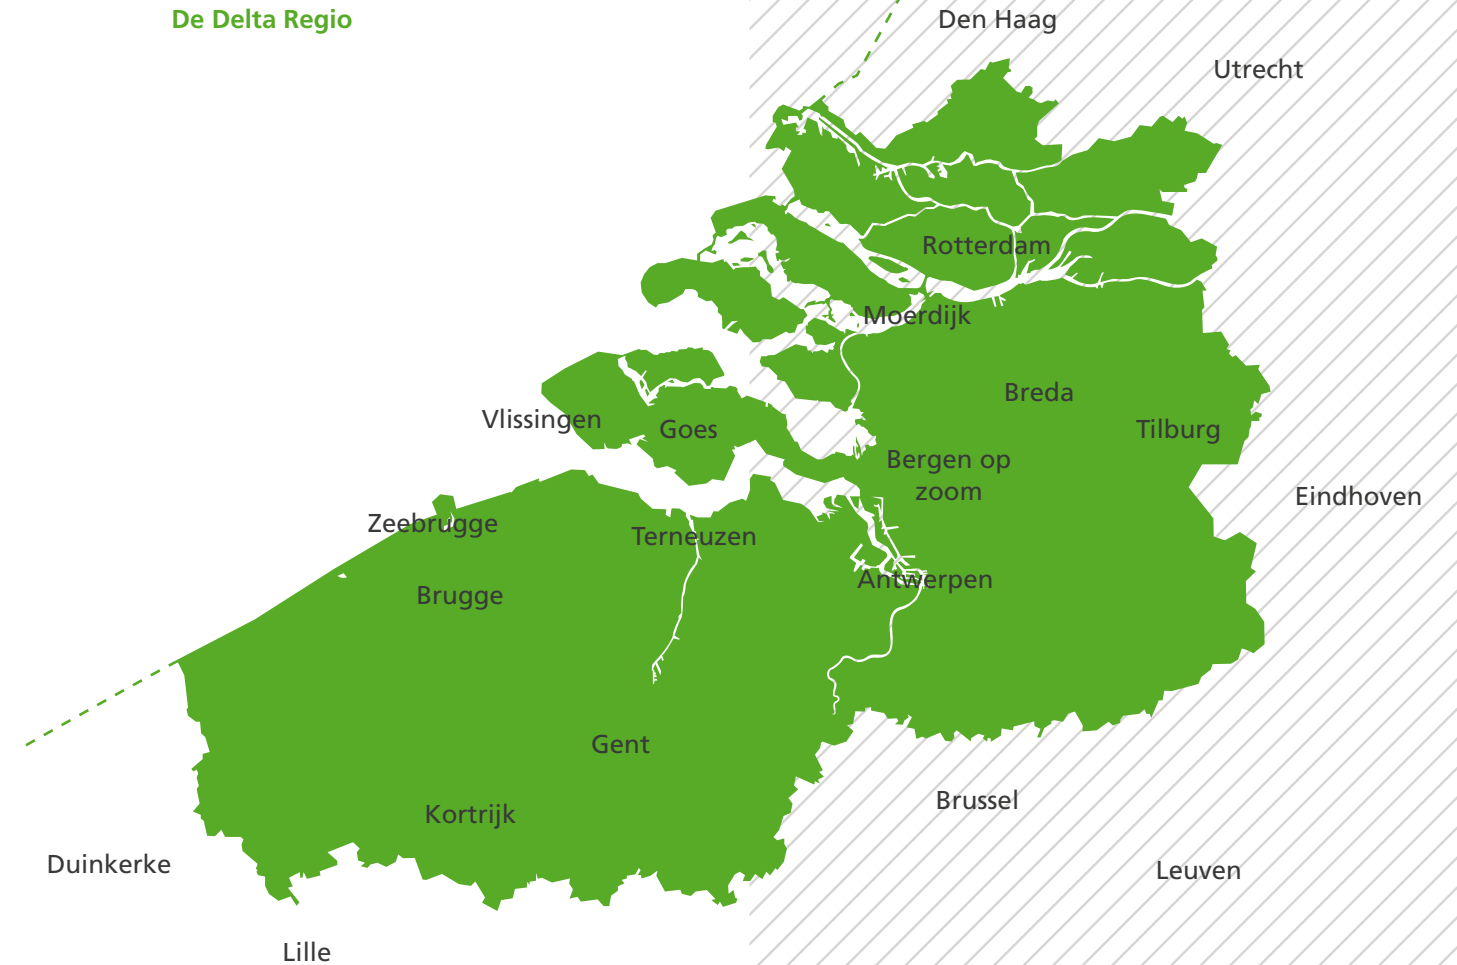 De Delta Regio
Den Haag
Utrecht
Rotterdam
Moerdijk
Breda
Vlissingen
Goes
Tilburg
Bergen op
zoom
Eindhoven
Zeebrugge
Terneuzen
Antwerpen
Brugge
Gent
Brussel
Kortrijk
Duinkerke
Leuven
Lille